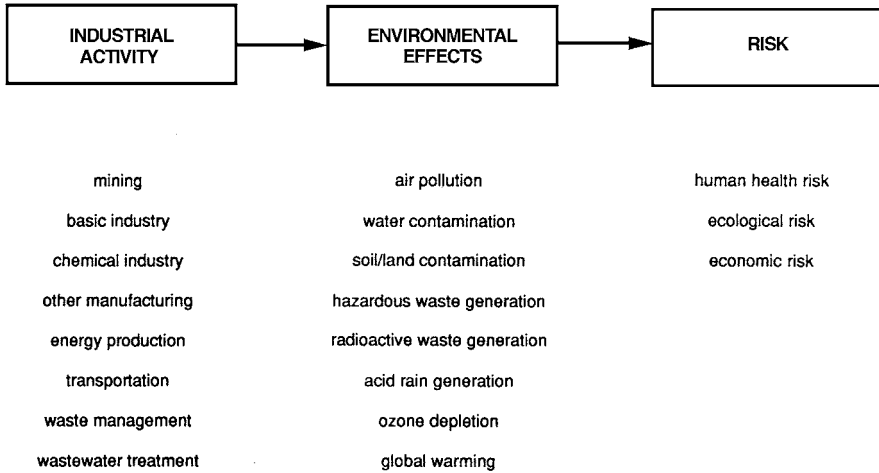 INDUSTRIAL
ACTIVITY
ENVIRONMENTAL
EFFECTS
RISK
mining
basic industry
chemical industry
other manufacturing
energy production
transportation
waste management
wastewater treatment
air pollution
water contamination
soil/land contamination
hazardous waste generation
radioactive waste generation
acid rain generation
ozone depletion
global warming
human health risk
ecological risk
economic risk